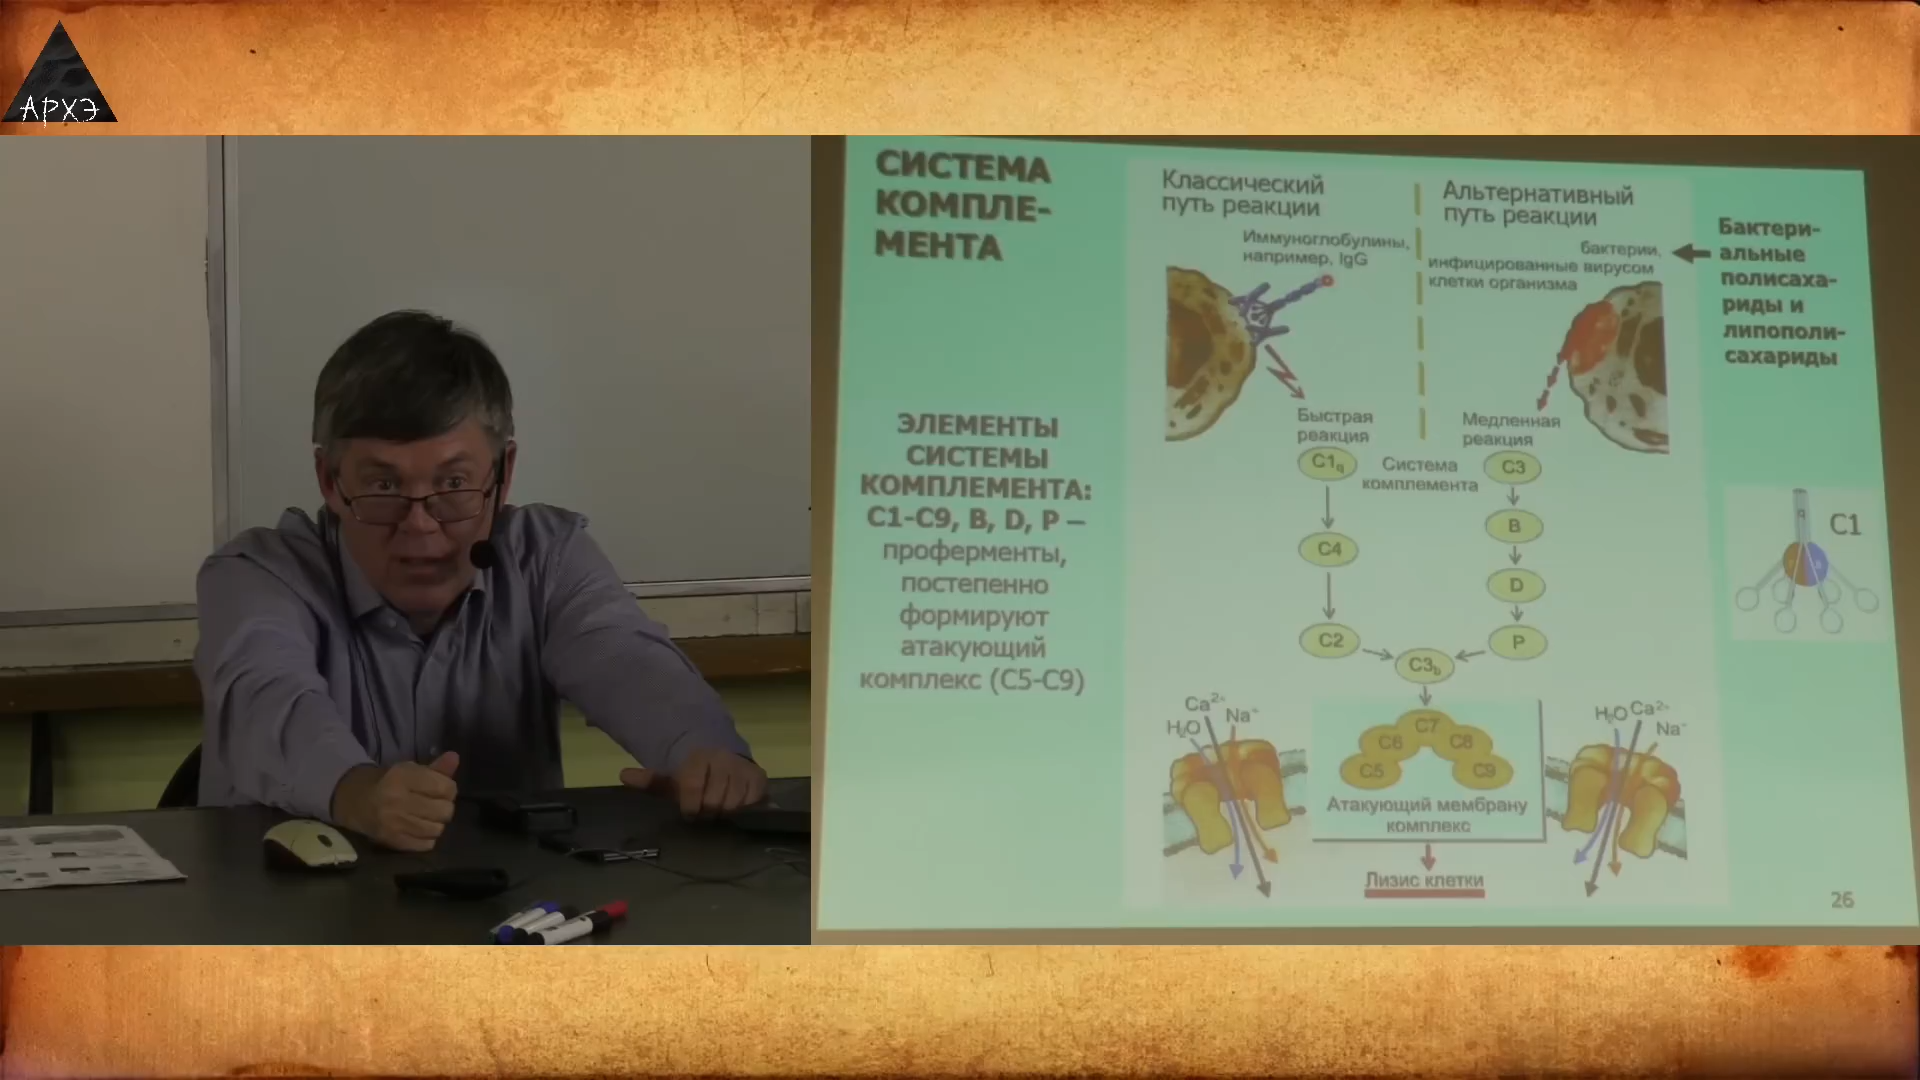 АРХЭ
СИСТЕМА
КОМПЛЕ-
МЕНТА
ЭЛЕМЕНТЫ
СИСТЕМЫ
КОМПЛЕМЕНТА:
C1-C9, B, D, P –
проферменты,
постепенно
формируют
атакующий
комплекс (C5-C9)
Классический
путь реакции
Иммуноглобулины,
например, IgG
Быстрая
реакция
Альтернативный
путь реакции
бактерии,
инфицированные вирусом
клетки организма
Медленная
реакция
Система
комплемента
C1q
C4
C2
C3
B
D
P
C3b
C7
C6
C8
C5
C9
Атакующий мембрану
комплекс
Лизис клетки
Ca²⁺
H₂O
Na⁺
H₂O
Ca²⁺
Na⁺
Бактери-
альные
полисаха-
риды и
липополи-
сахариды
C1
q
26